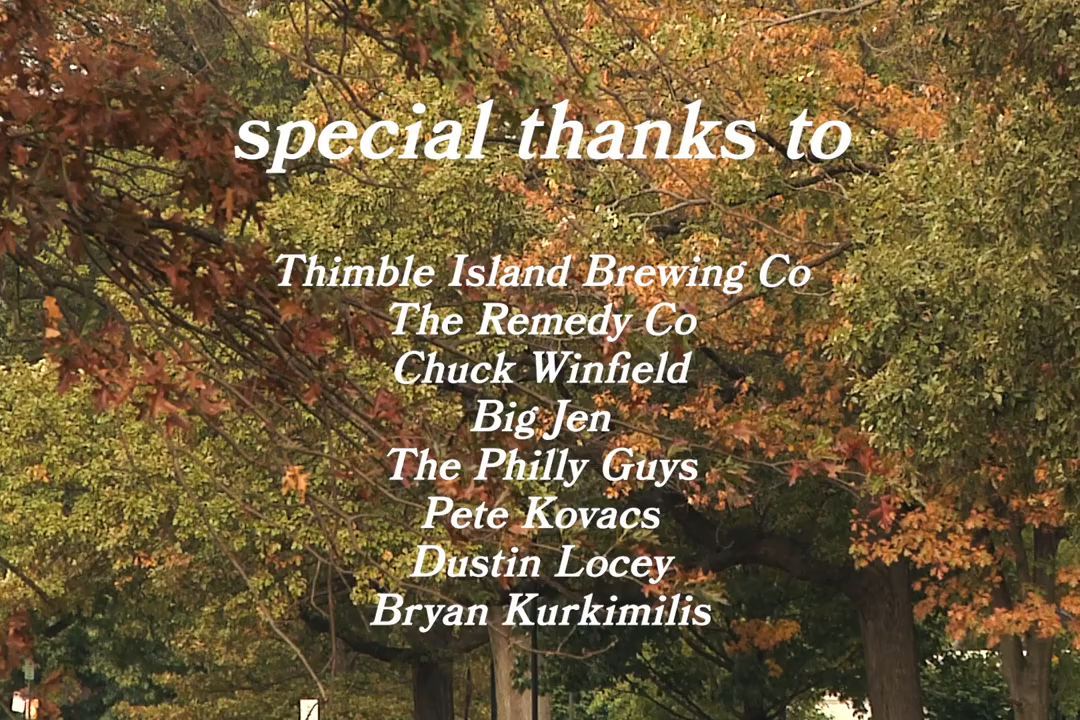 special thanks to
Thimble Island Brewing Co
The Remedy Co
Chuck Winfield
Big Jen
The Philly Guys
Pete Kovacs
Dustin Locey
Bryan Kurkimilis